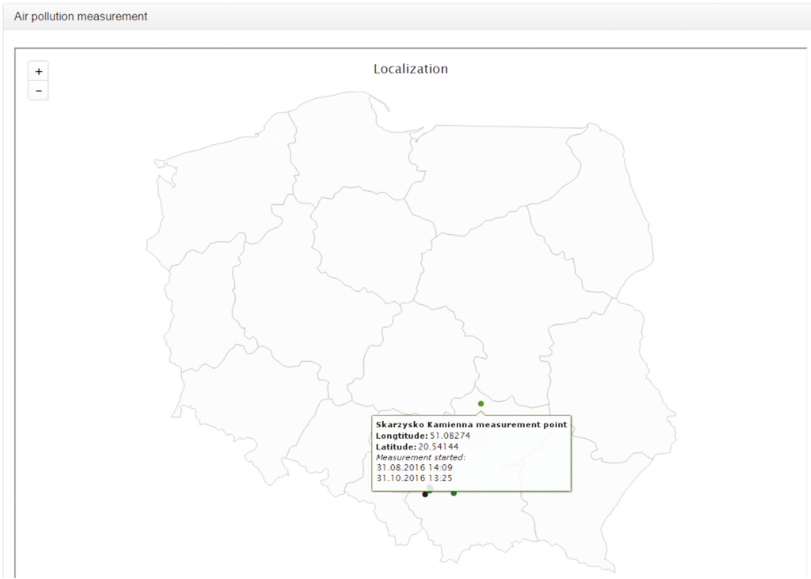 Air pollution measurement
+
Localization
-
Skarzysko Kamienna measurement point
Longtitude: 51.08274
Latitude: 20.54144
Measurement started:
31.08.2016 14:09
31.10.2016 13:25